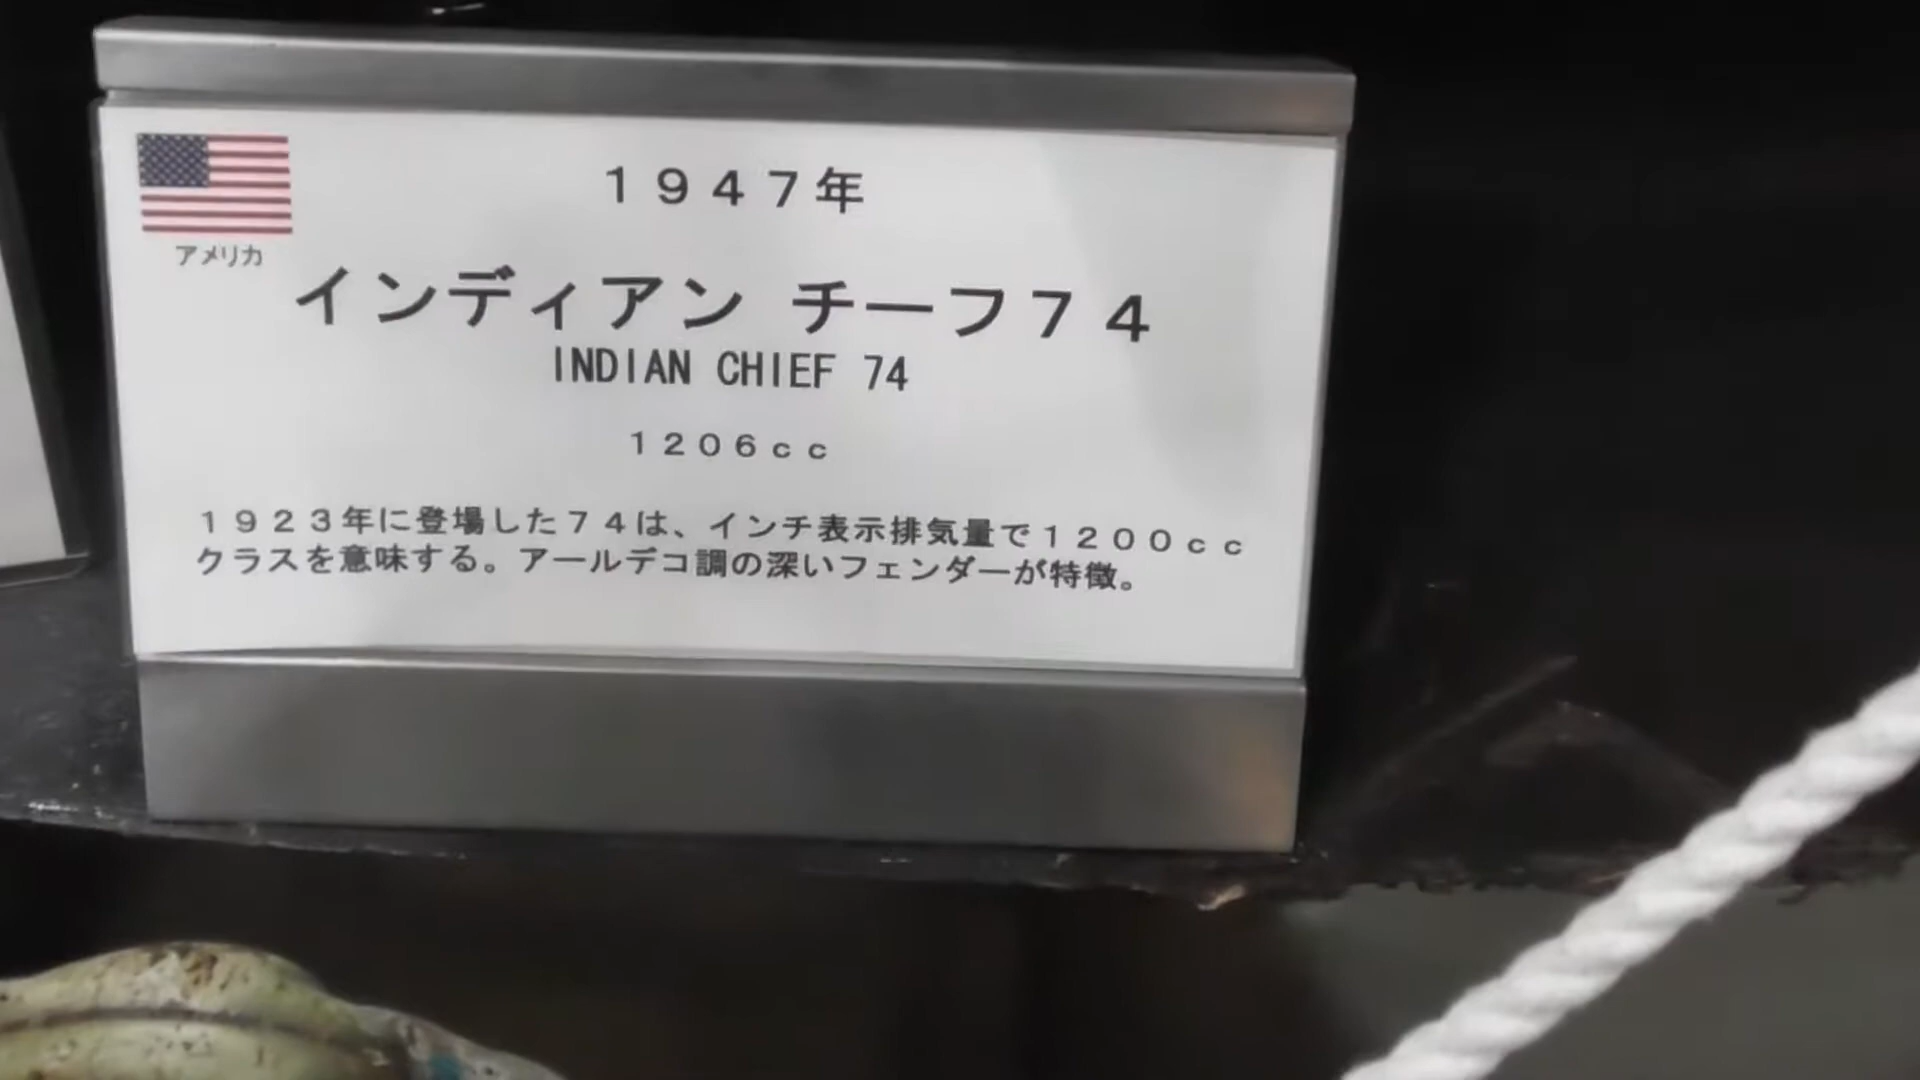 1947年
アメリカ
インディアン チーフ74
INDIAN CHIEF 74
1206cc
1923年に登場した74は、インチ表示排気量で1200cc
クラスを意味する。アールデコ調の深いフェンダーが特徴。